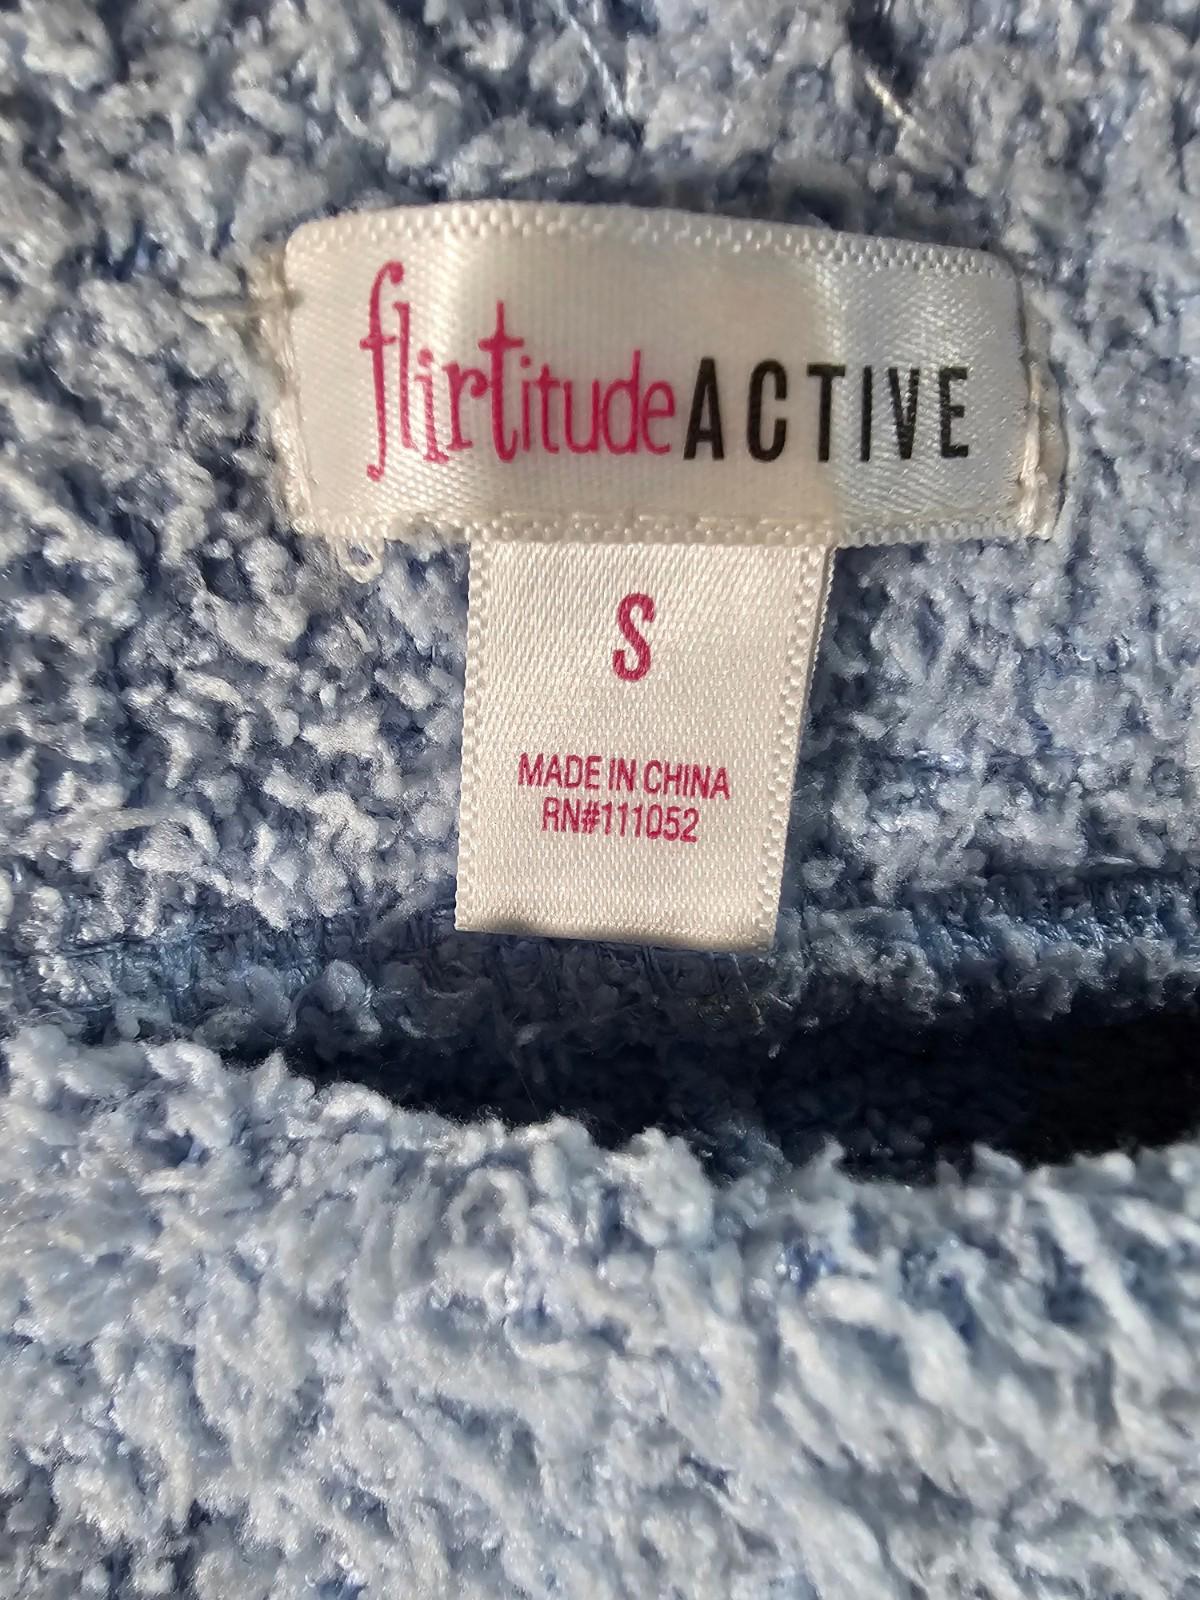 flirtitudeACTIVE
S
MADE IN CHINA
RN#111052